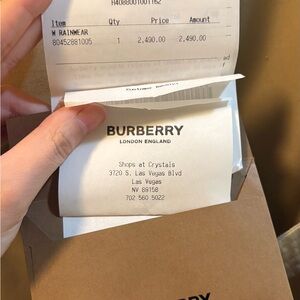 H4088001001162
Item Qty Price Amount
W RAINWEAR
80452881005 1 2,490.00 2,490.00
BURBERRY
LONDON ENGLAND
Shops at Crystals
3720 S. Las Vegas Blvd
Las Vegas
NV 89158
702 560 5022